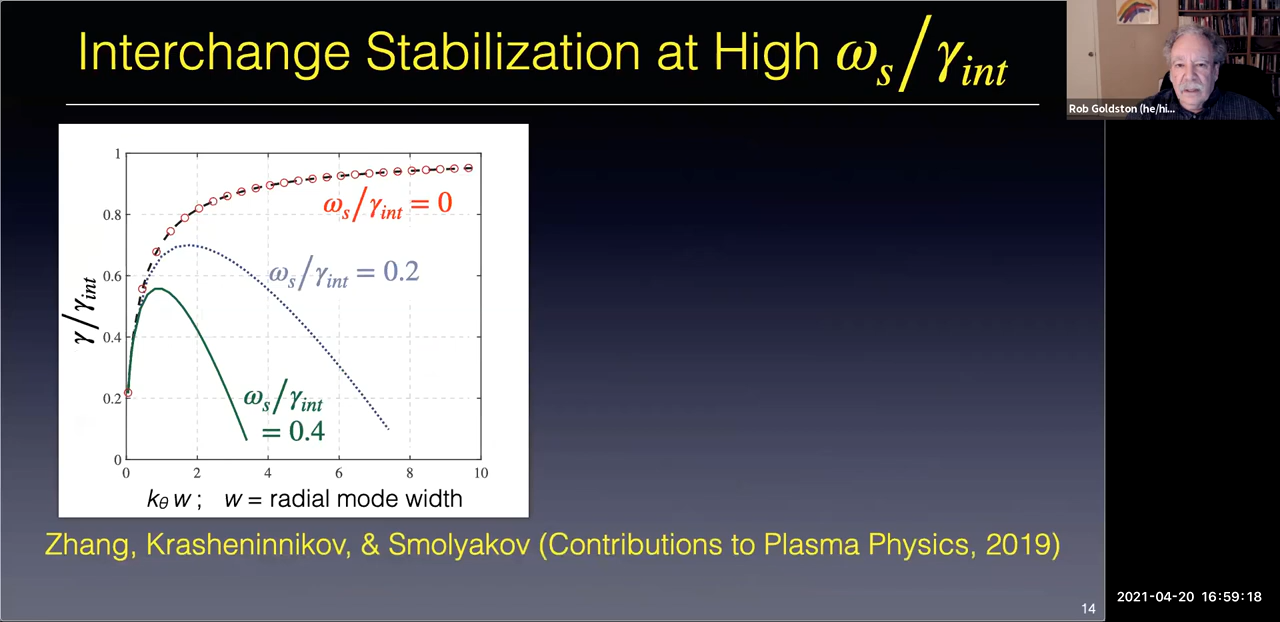 Interchange Stabilization at High ωₛ/γᵢₙₜ
Rob Goldston (he/hi...
1
0.8
0.6
0.4
0.2
0
γ/γᵢₙₜ
ωₛ/γᵢₙₜ = 0
ωₛ/γᵢₙₜ = 0.2
ωₛ/γᵢₙₜ
= 0.4
0 2 4 6 8 10
k_θ w ; w = radial mode width
Zhang, Krasheninnikov, & Smolyakov (Contributions to Plasma Physics, 2019)
2021-04-20 16:59:18
14